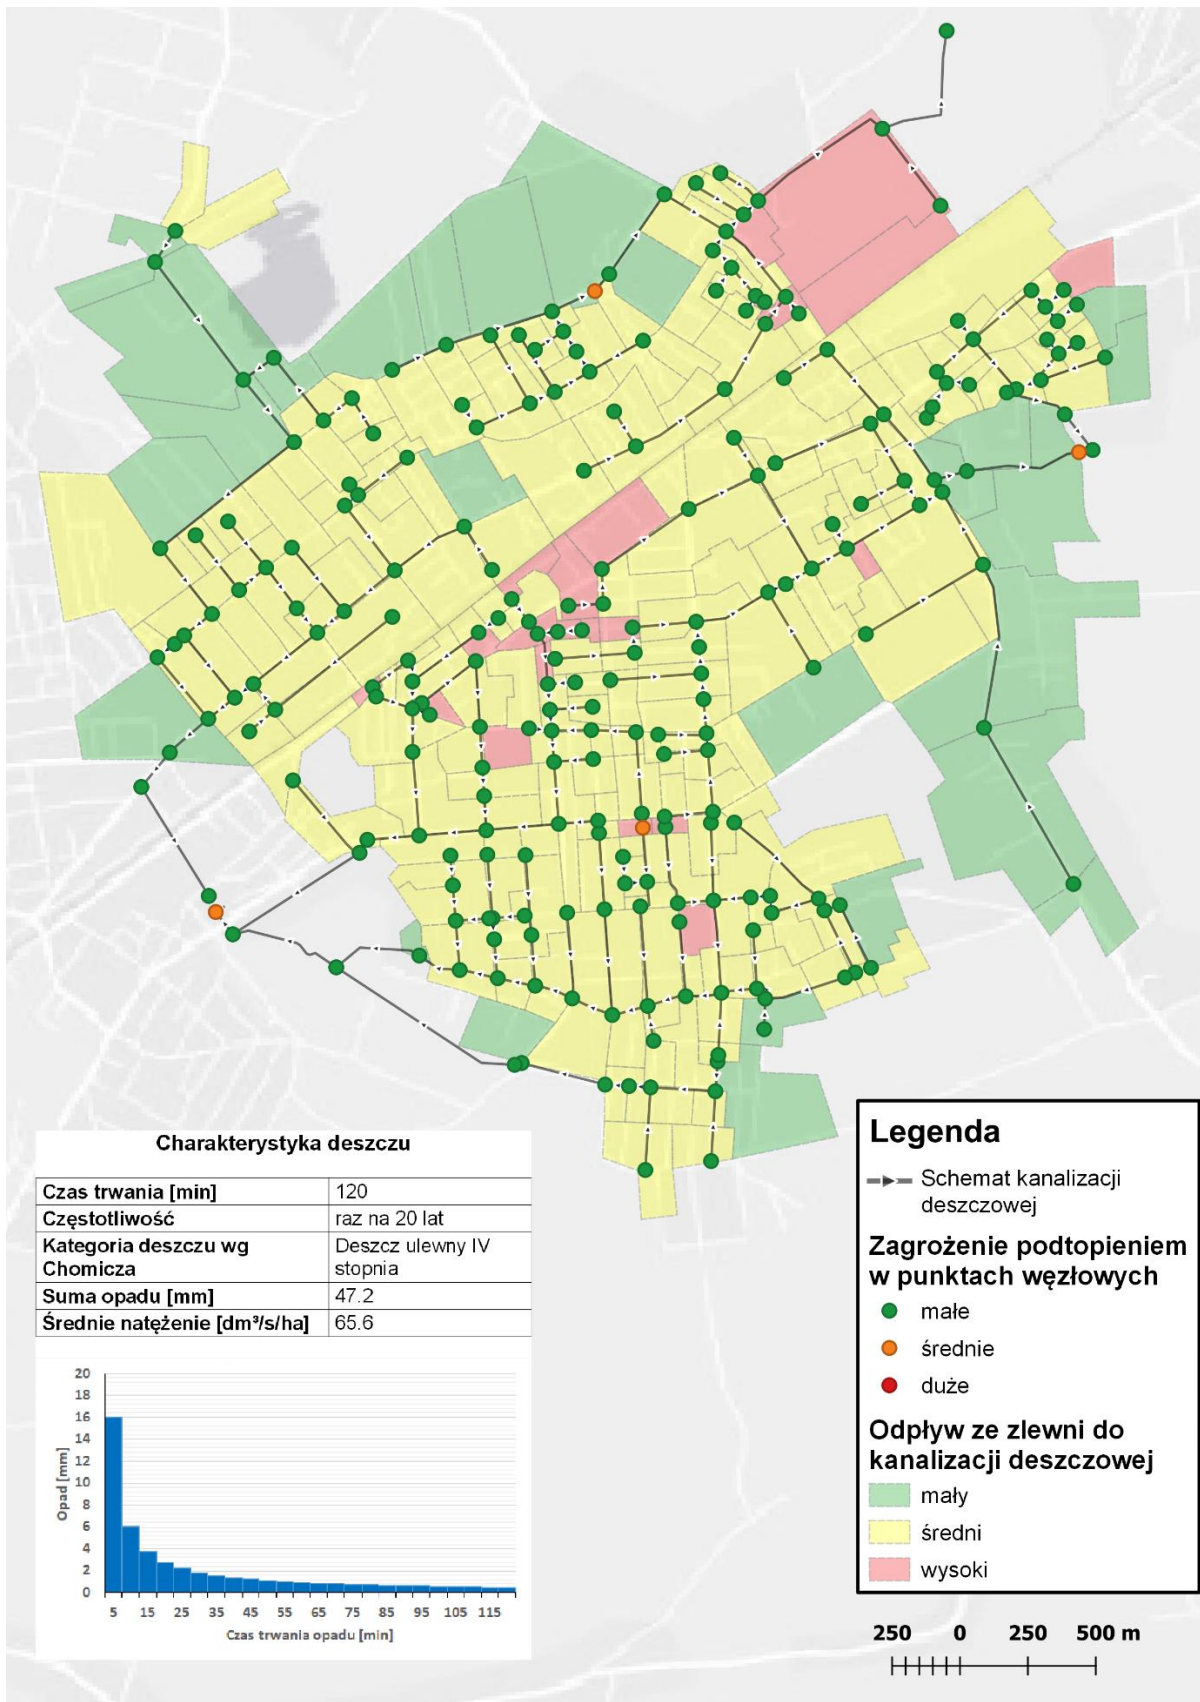 Charakterystyka deszczu
Czas trwania [min] 120
Częstotliwość raz na 20 lat
Kategoria deszczu wg Deszcz ulewny IV
Chomicza stopnia
Suma opadu [mm] 47.2
Średnie natężenie [dm³/s/ha] 65.6
20
18
16
14
12
10
8
6
4
2
0
Opad [mm]
5 15 25 35 45 55 65 75 85 95 105 115
Czas trwania opadu [min]
Legenda
Schemat kanalizacji
deszczowej
Zagrożenie podtopieniem
w punktach węzłowych
małe
średnie
duże
Odpływ ze zlewni do
kanalizacji deszczowej
mały
średni
wysoki
250 0 250 500 m